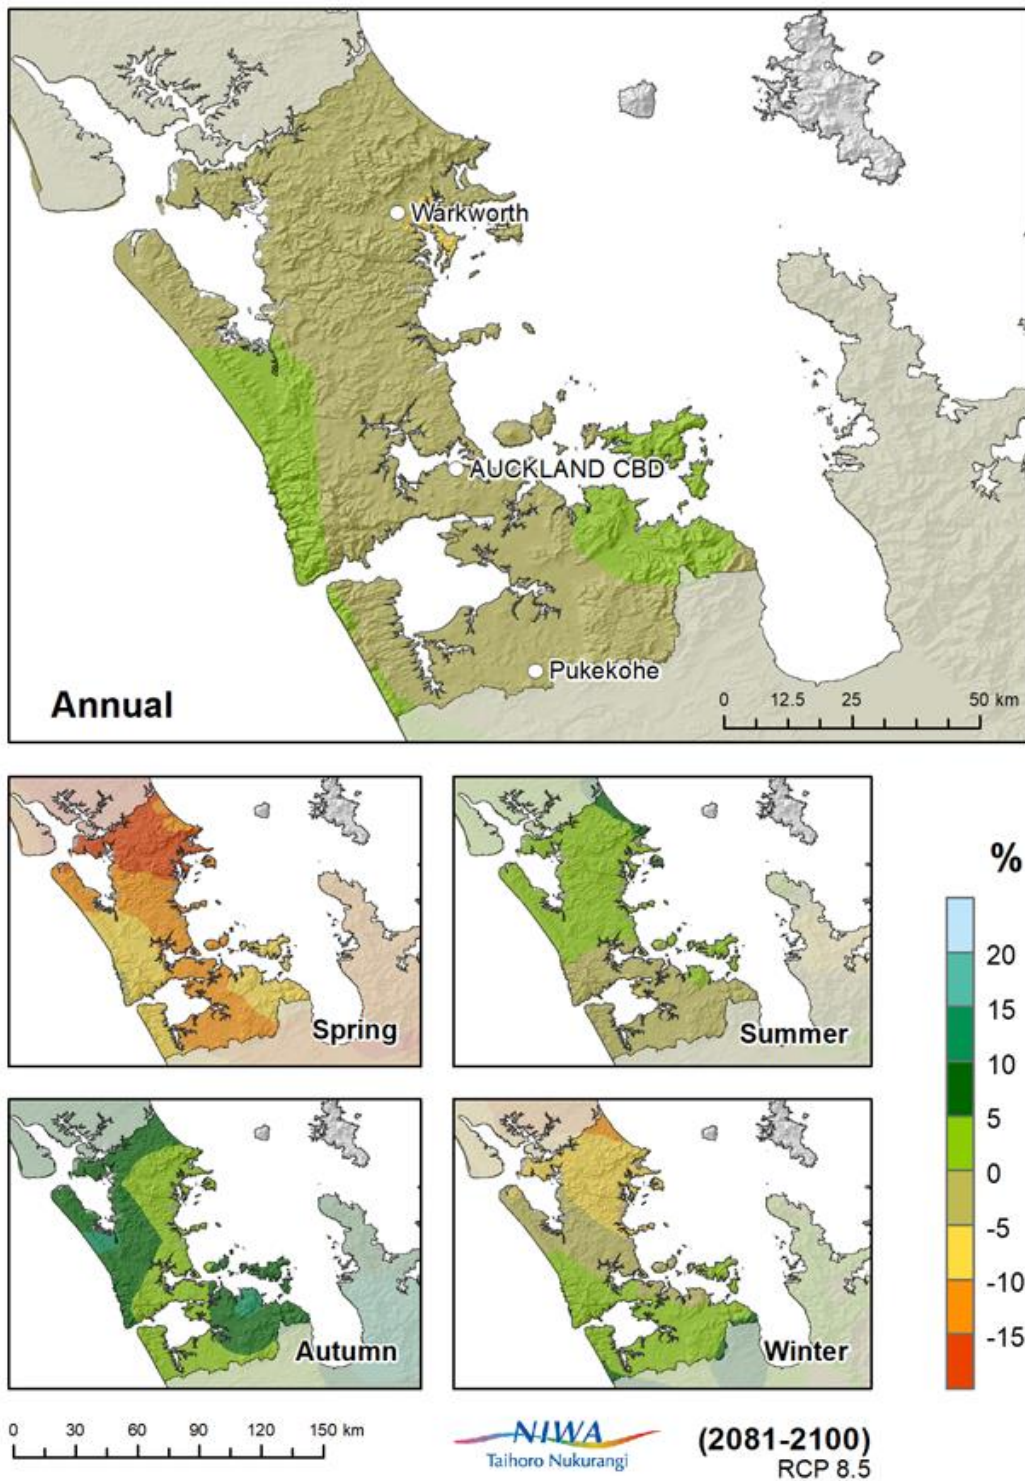 Warkworth
AUCKLAND CBD
Pukekohe
Annual
0 12.5 25 50 km
Spring
Summer
Autumn
Winter
%
20
15
10
5
0
-5
-10
-15
0 30 60 90 120 150 km
NIWA
Taihoro Nukurangi
(2081-2100)
RCP 8.5